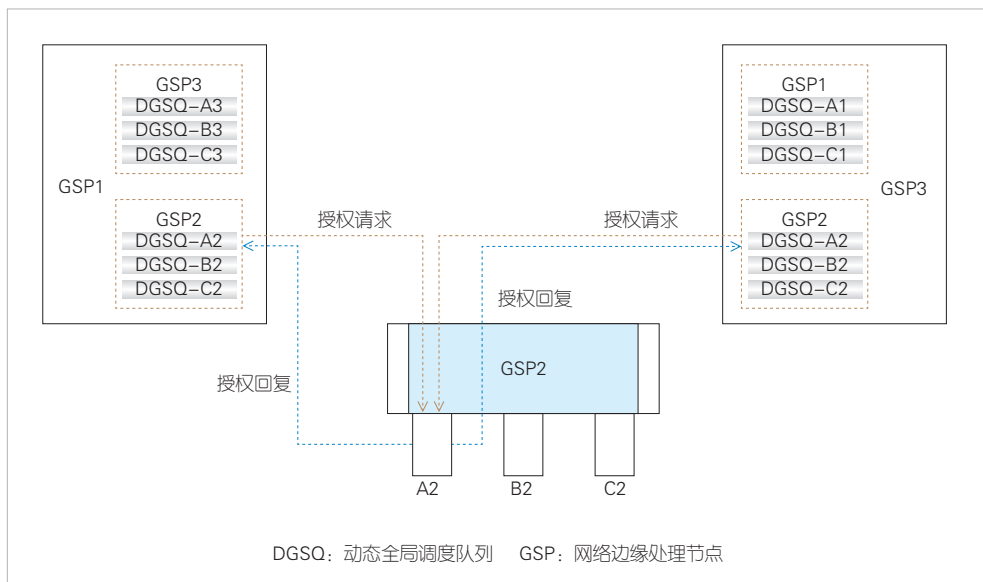 GSP3
DGSQ-A3
DGSQ-B3
DGSQ-C3
GSP1
GSP2
DGSQ-A2
DGSQ-B2
DGSQ-C2
GSP1
DGSQ-A1
DGSQ-B1
DGSQ-C1
GSP3
GSP2
DGSQ-A2
DGSQ-B2
DGSQ-C2
授权请求
授权请求
授权回复
授权回复
GSP2
A2
B2
C2
DGSQ：动态全局调度队列 GSP：网络边缘处理节点